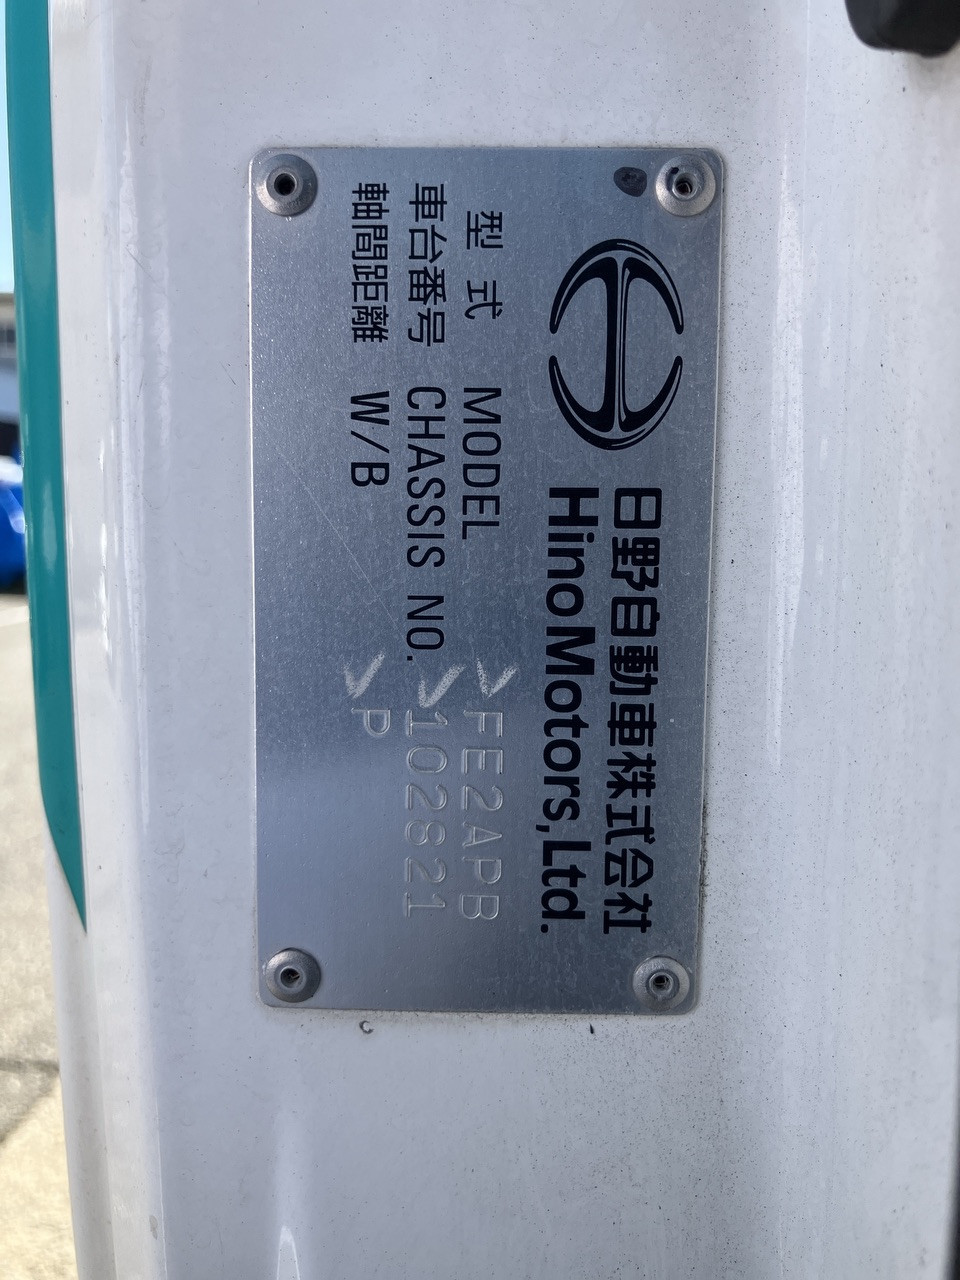 日野自動車株式会社
Hino Motors, Ltd.
型式 MODEL FE2APB
車台番号 CHASSIS NO. 102821
軸間距離 W/B P